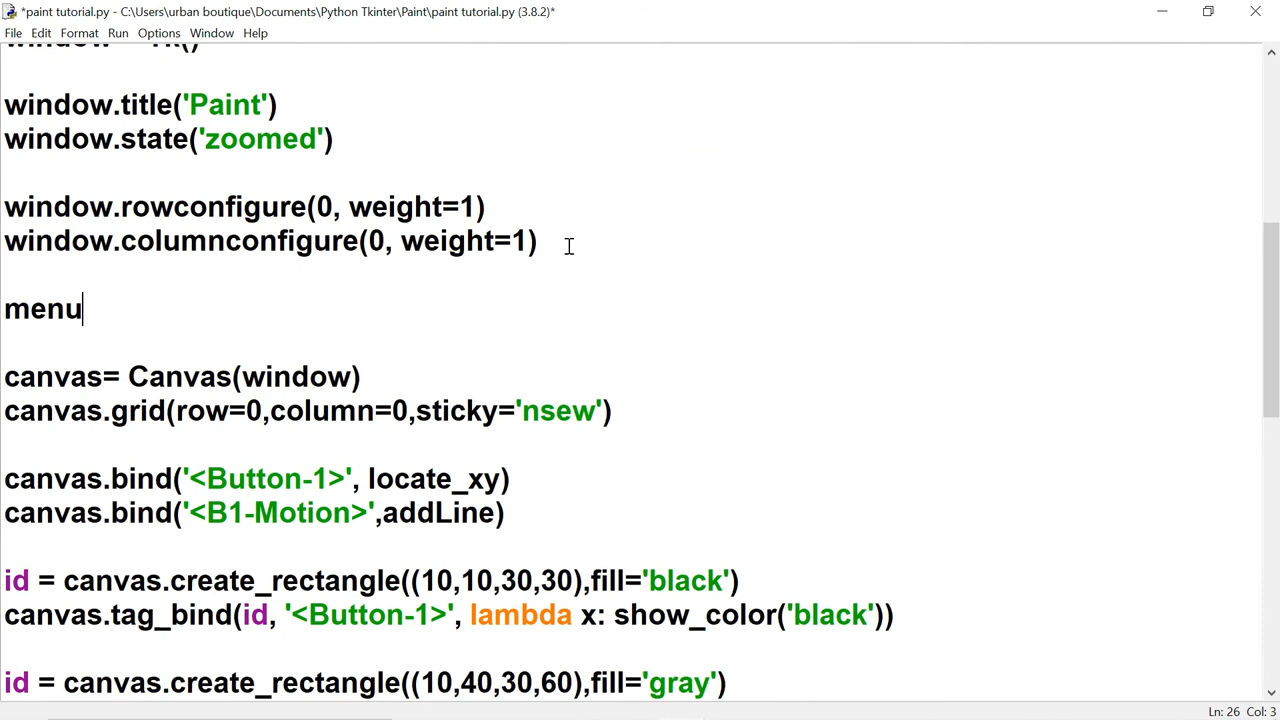 *paint tutorial.py - C:\Users\urban boutique\Documents\Python Tkinter\Paint\paint tutorial.py (3.8.2)*
File Edit Format Run Options Window Help
window = Tk()
window.title('Paint')
window.state('zoomed')
window.rowconfigure(0, weight=1)
window.columnconfigure(0, weight=1)
menu
canvas= Canvas(window)
canvas.grid(row=0,column=0,sticky='nsew')
canvas.bind('<Button-1>', locate_xy)
canvas.bind('<B1-Motion>',addLine)
id = canvas.create_rectangle((10,10,30,30),fill='black')
canvas.tag_bind(id, '<Button-1>', lambda x: show_color('black'))
id = canvas.create_rectangle((10,40,30,60),fill='gray')
Ln: 26 Col: 3